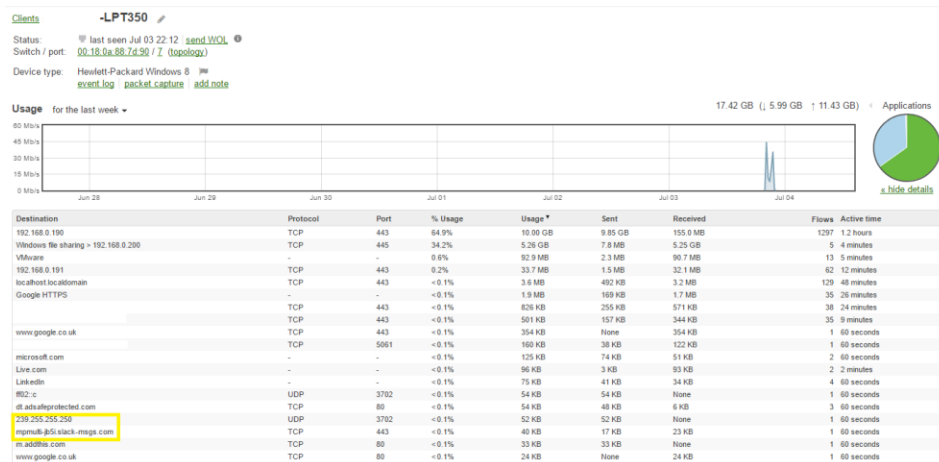 Clients -LPT350
Status: last seen Jul 03 22:12 send WOL
Switch / port: 00:18:0a:88:7d:90 / 7 (topology)
Device type: Hewlett-Packard Windows 8
event log packet capture add note
Usage for the last week 17.42 GB (↓ 5.99 GB ↑ 11.43 GB) Applications
60 Mb/s
45 Mb/s
30 Mb/s
15 Mb/s
0 Mb/s
Jun 28 Jun 29 Jun 30 Jul 01 Jul 02 Jul 03 Jul 04
« hide details
Destination Protocol Port % Usage Usage▼ Sent Received Flows Active time
192.168.0.190 TCP 443 64.9% 10.00 GB 9.85 GB 155.0 MB 1297 1.2 hours
Windows file sharing > 192.168.0.200 TCP 445 34.2% 5.26 GB 7.8 MB 5.25 GB 5 4 minutes
VMware - - 0.6% 92.9 MB 2.3 MB 90.7 MB 13 5 minutes
192.168.0.191 TCP 443 0.2% 33.7 MB 1.5 MB 32.1 MB 62 12 minutes
localhost.localdomain TCP 443 <0.1% 3.6 MB 492 KB 3.2 MB 129 48 minutes
Google HTTPS - - <0.1% 1.9 MB 169 KB 1.7 MB 35 26 minutes
TCP 443 <0.1% 826 KB 255 KB 571 KB 38 24 minutes
TCP 443 <0.1% 501 KB 157 KB 344 KB 35 9 minutes
www.google.co.uk TCP 443 <0.1% 354 KB None 354 KB 1 60 seconds
TCP 5061 <0.1% 160 KB 38 KB 122 KB 1 60 seconds
microsoft.com - - <0.1% 125 KB 74 KB 51 KB 2 60 seconds
Live.com - - <0.1% 96 KB 3 KB 93 KB 2 2 minutes
LinkedIn - - <0.1% 75 KB 41 KB 34 KB 4 60 seconds
ff02::c UDP 3702 <0.1% 54 KB 54 KB None 1 60 seconds
dt.adsafeprotected.com TCP 80 <0.1% 54 KB 48 KB 6 KB 3 60 seconds
239.255.255.250 UDP 3702 <0.1% 52 KB 52 KB None 1 60 seconds
mpmulti-jb5i.slack-msgs.com TCP 443 <0.1% 40 KB 17 KB 23 KB 1 60 seconds
m.addthis.com TCP 80 <0.1% 33 KB 33 KB None 1 60 seconds
www.google.co.uk TCP 80 <0.1% 24 KB None 24 KB 1 60 seconds